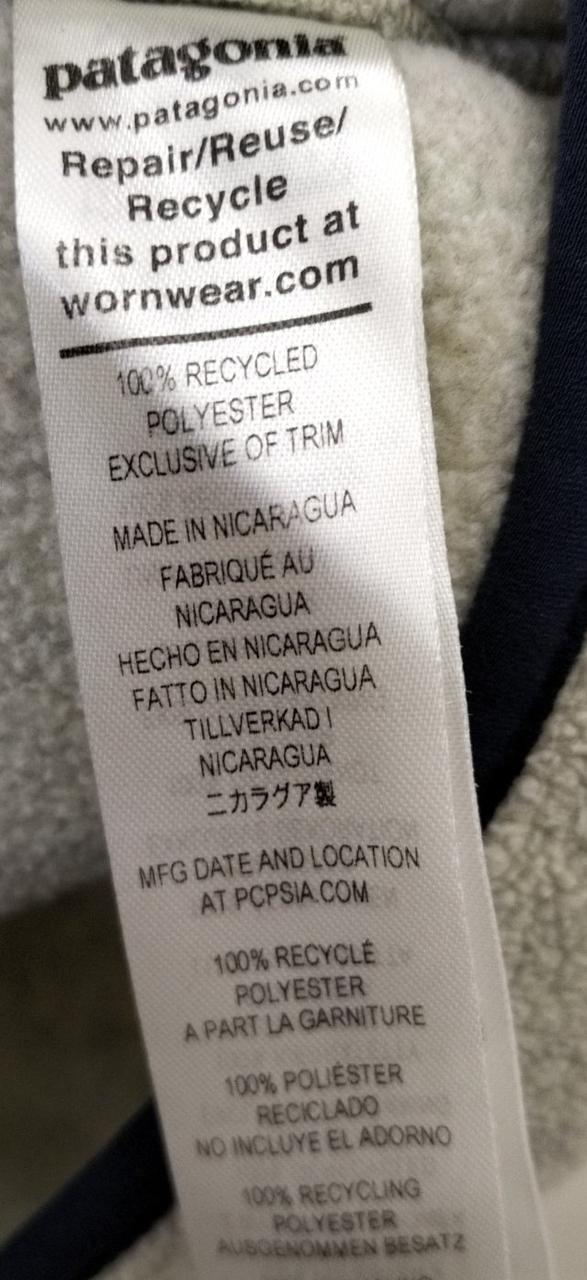 patagonia
www.patagonia.com
Repair/Reuse/
Recycle
this product at
wornwear.com
100% RECYCLED
POLYESTER
EXCLUSIVE OF TRIM
MADE IN NICARAGUA
FABRIQUÉ AU
NICARAGUA
HECHO EN NICARAGUA
FATTO IN NICARAGUA
TILLVERKAD I
NICARAGUA
ニカラグア製
MFG DATE AND LOCATION
AT PCPSIA.COM
100% RECYCLÉ
POLYESTER
A PART LA GARNITURE
100% POLIÉSTER
RECICLADO
NO INCLUYE EL ADORNO
100% RECYCLING
POLYESTER
AUSGENOMMEN BESATZ